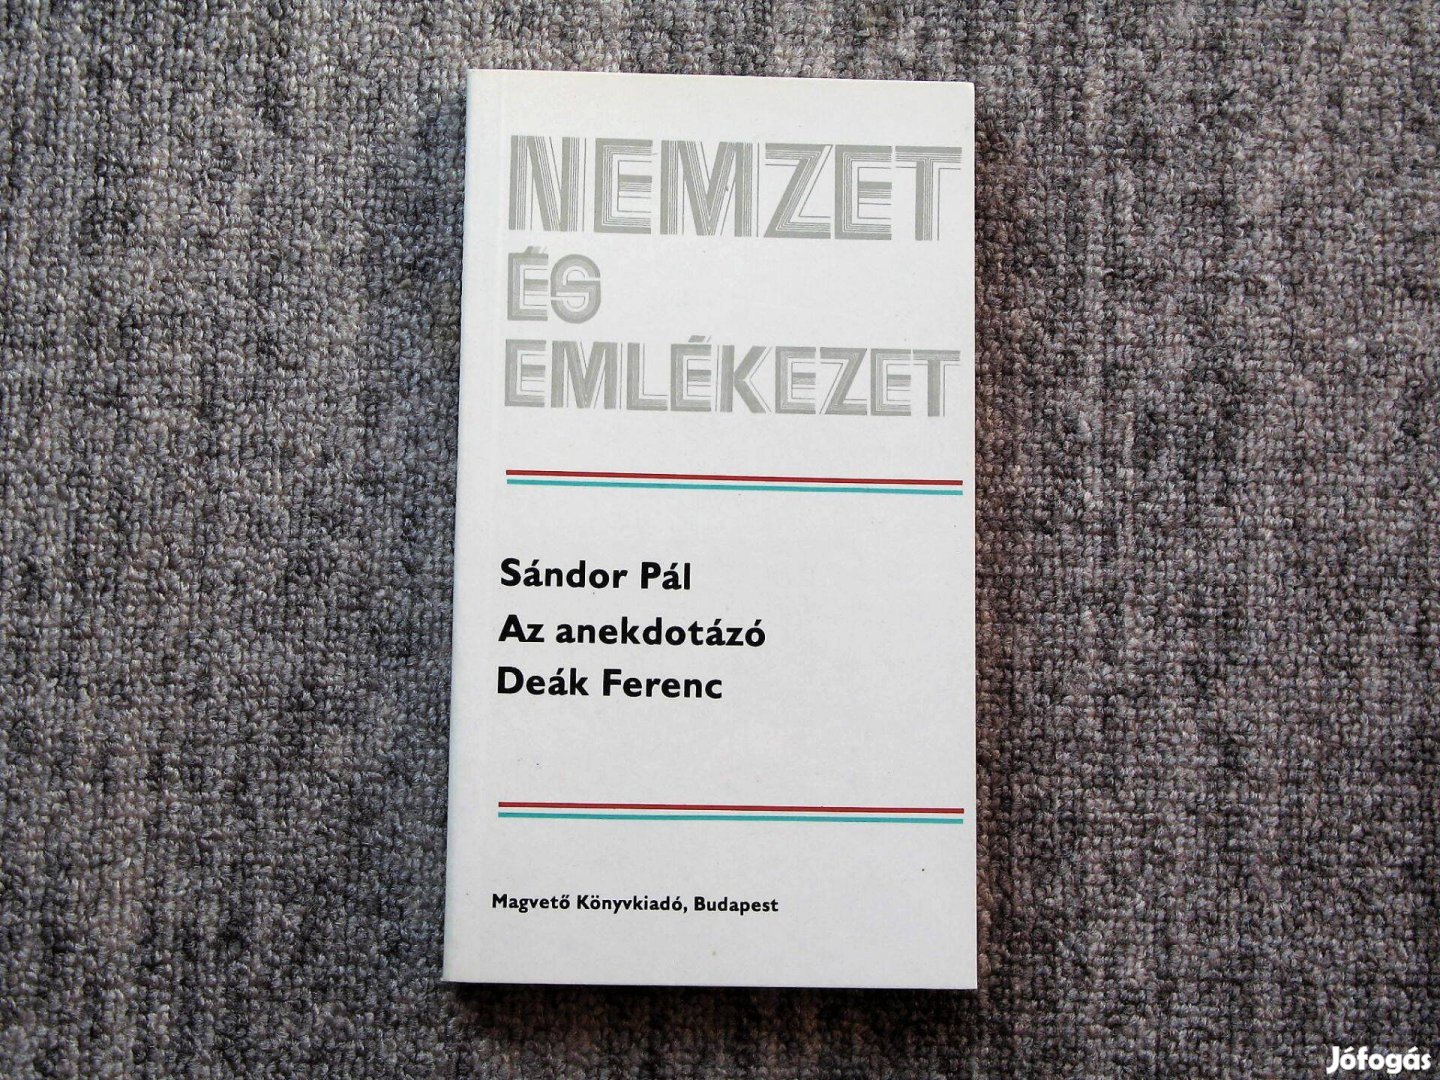 NEMZET
ÉS
EMLÉKEZET
Sándor Pál
Az anekdotázó
Deák Ferenc
Magvető Könyvkiadó, Budapest
Jófogás